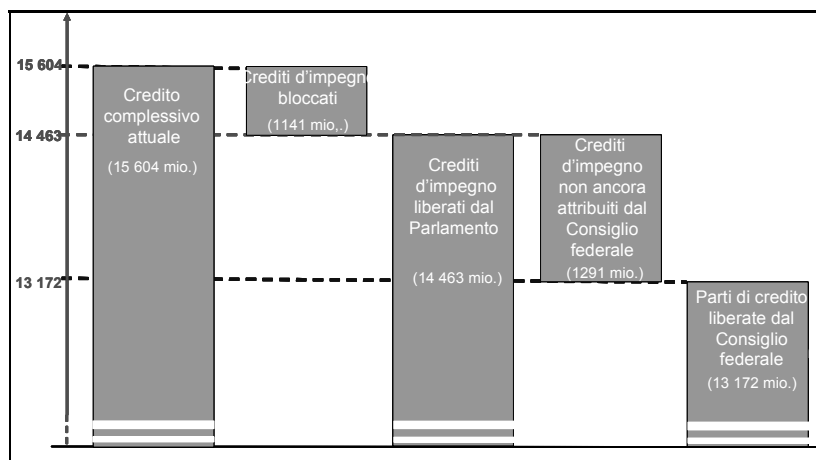 15 604
14 463
13 172
Credito
complessivo
attuale
(15 604 mio.)
Crediti d'impegno
bloccati
(1141 mio,.)
Crediti
d'impegno
liberati dal
Parlamento
(14 463 mio.)
Crediti
d'impegno
non ancora
attribuiti dal
Consiglio
federale
(1291 mio.)
Parti di credito
liberate dal
Consiglio
federale
(13 172 mio.)